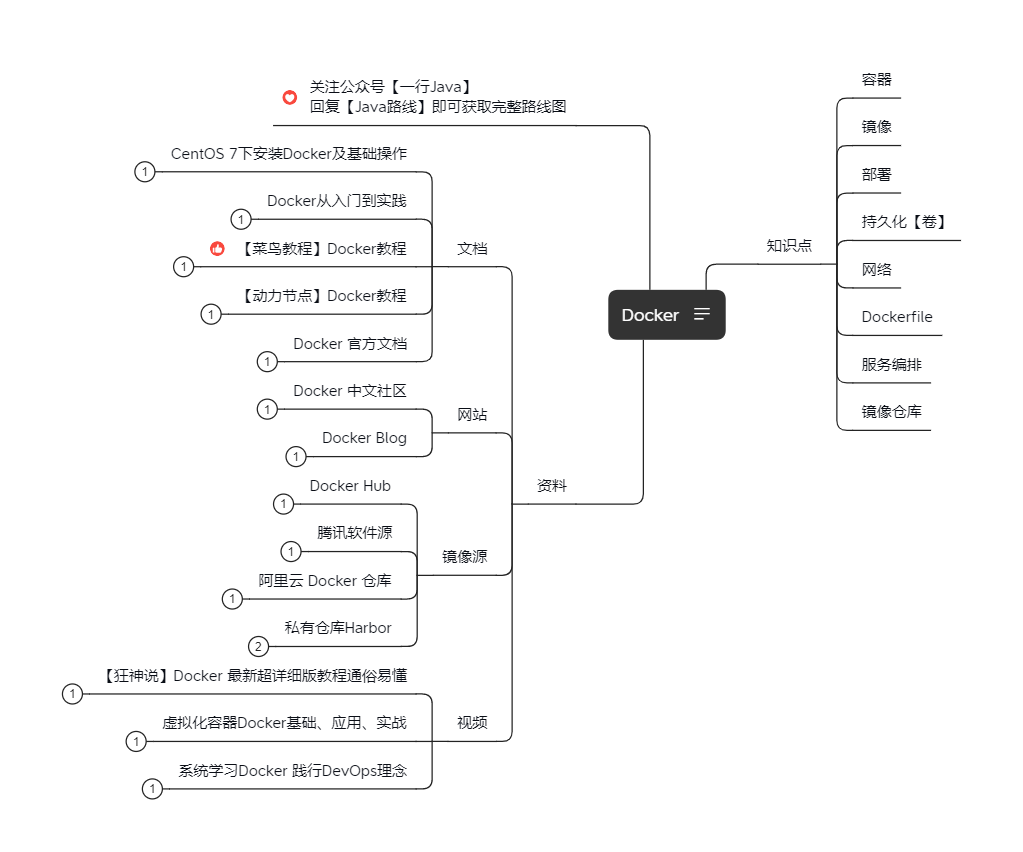 关注公众号【一行Java】
回复【Java路线】即可获取完整路线图
CentOS 7下安装Docker及基础操作
1
Docker从入门到实践
1
【菜鸟教程】Docker教程
1
【动力节点】Docker教程
1
Docker 官方文档
1
文档
Docker 中文社区
1
Docker Blog
1
网站
Docker Hub
1
腾讯软件源
1
阿里云 Docker 仓库
1
私有仓库Harbor
2
镜像源
【狂神说】Docker 最新超详细版教程通俗易懂
1
虚拟化容器Docker基础、应用、实战
1
系统学习Docker 践行DevOps理念
1
视频
资料
Docker
知识点
容器
镜像
部署
持久化【卷】
网络
Dockerfile
服务编排
镜像仓库